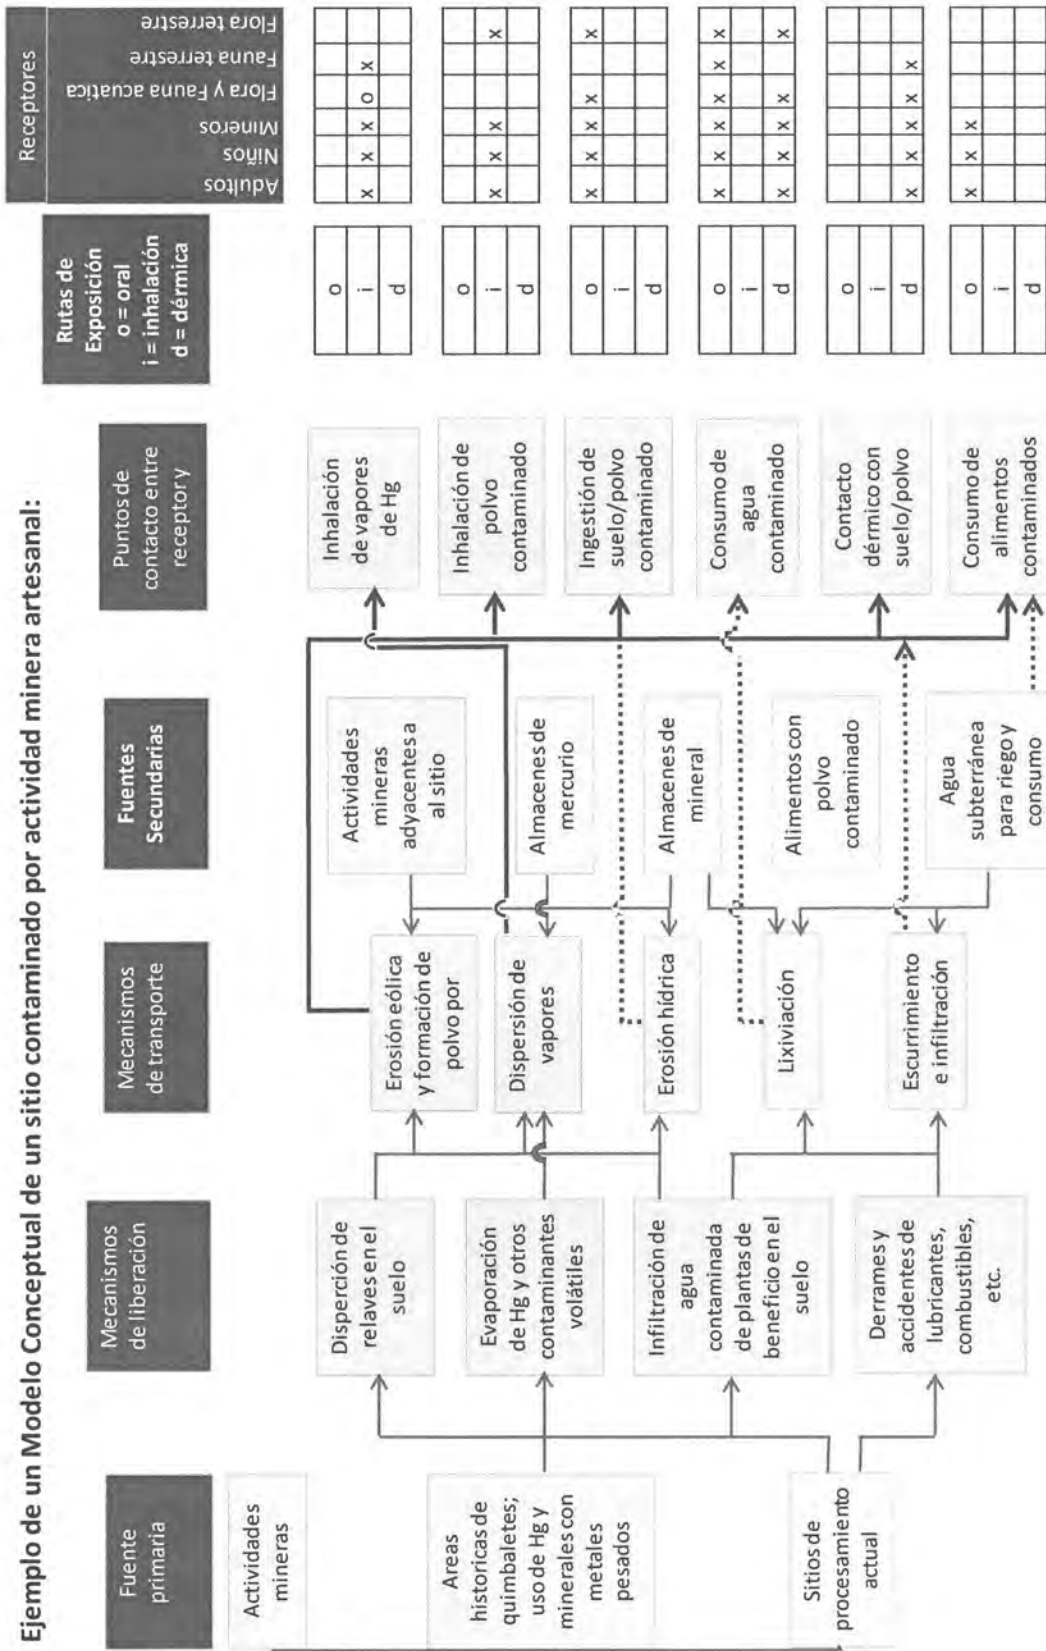 Ejemplo de un Modelo Conceptual de un sitio contaminado por actividad minera artesanal:
Fuente
primaria
Actividades
mineras
Areas
historicas de
quimbaletes;
uso de Hg y
minerales con
metales
pesados
Sitios de
procesamiento
actual
Mecanismos
de liberación
Disperción de
relaves en el
suelo
Evaporación
de Hg y otros
contaminantes
volátiles
Infiltración de
agua
contaminada
de plantas de
beneficio en el
suelo
Derrames y
accidentes de
lubricantes,
combustibles,
etc.
Mecanismos
de transporte
Erosión eólica
y formación de
polvo por
Dispersión de
vapores
Erosión hídrica
Lixiviación
Escurrimiento
e infiltración
Fuentes
Secundarias
Actividades
mineras
adyacentes a
al sitio
Almacenes de
mercurio
Almacenes de
mineral
Alimentos con
polvo
contaminado
Agua
subterránea
para riego y
consumo
Puntos de
contacto entre
receptor y
Inhalación
de vapores
de Hg
Inhalación de
polvo
contaminado
Ingestión de
suelo/polvo
contaminado
Consumo de
agua
contaminado
Contacto
dérmico con
suelo/polvo
Consumo de
alimentos
contaminados
Rutas de
Exposición
o = oral
i = inhalación
d = dérmica
Receptores
Adultos
Niños
Mineros
Flora y Fauna acuatica
Fauna terrestre
Flora terrestre
o
i x x x o x
d
o
i x x x x
d
o x x x x x
i
d
o x x x x x x
i
d x x x x x
o
i
d x x x x x
o x x x
i
d